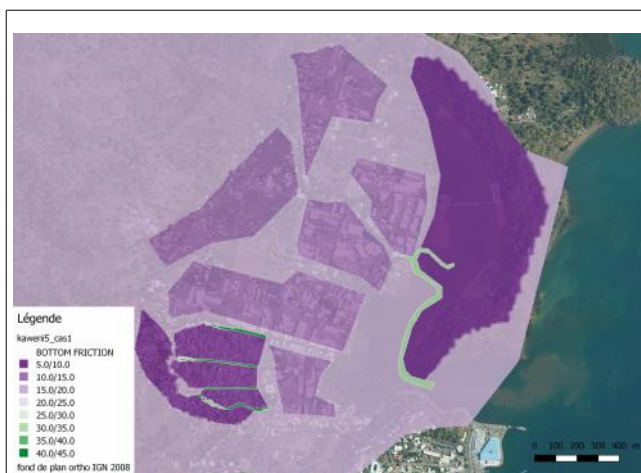 Légende
kaweni5_cas1
BOTTOM FRICTION
5.0/10.0
10.0/15.0
15.0/20.0
20.0/25.0
25.0/30.0
30.0/35.0
35.0/40.0
40.0/45.0
fond de plan ortho IGN 2008
0 100 200 300 400 m